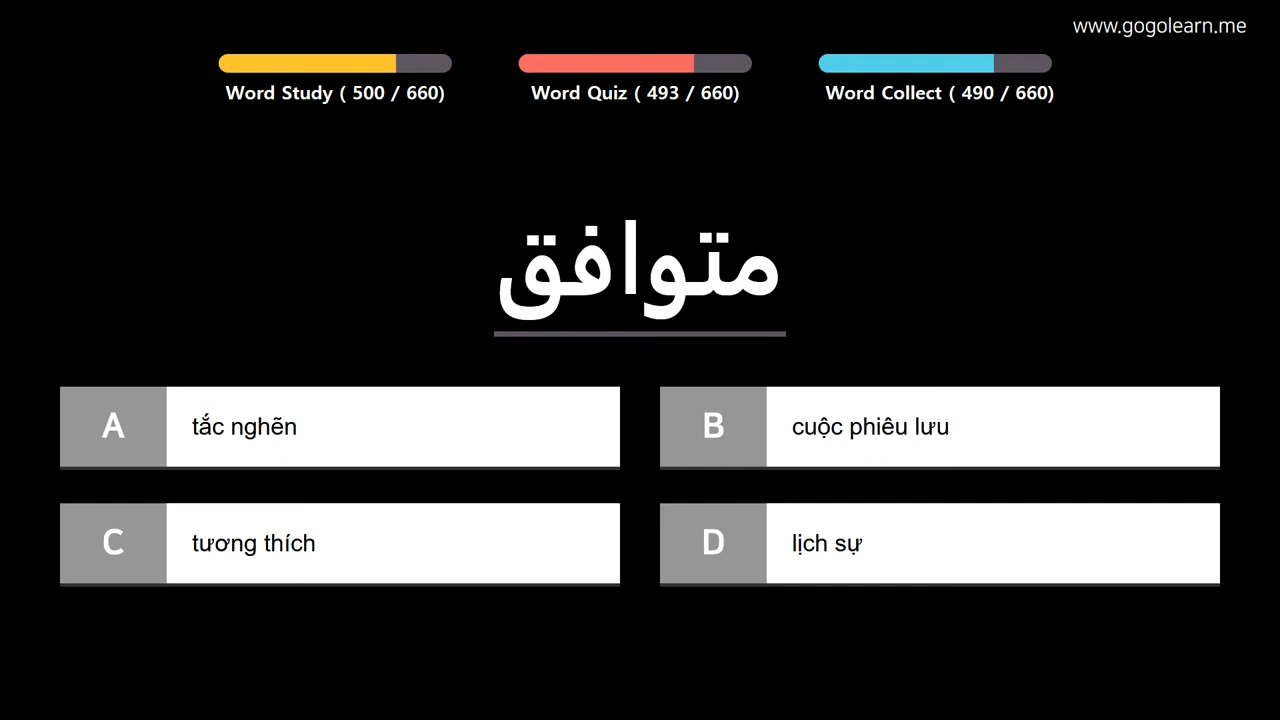 www.gogolearn.me
Word Study ( 500 / 660)
Word Quiz ( 493 / 660)
Word Collect ( 490 / 660)
متوافق
A tắc nghẽn
B cuộc phiêu lưu
C tương thích
D lịch sự